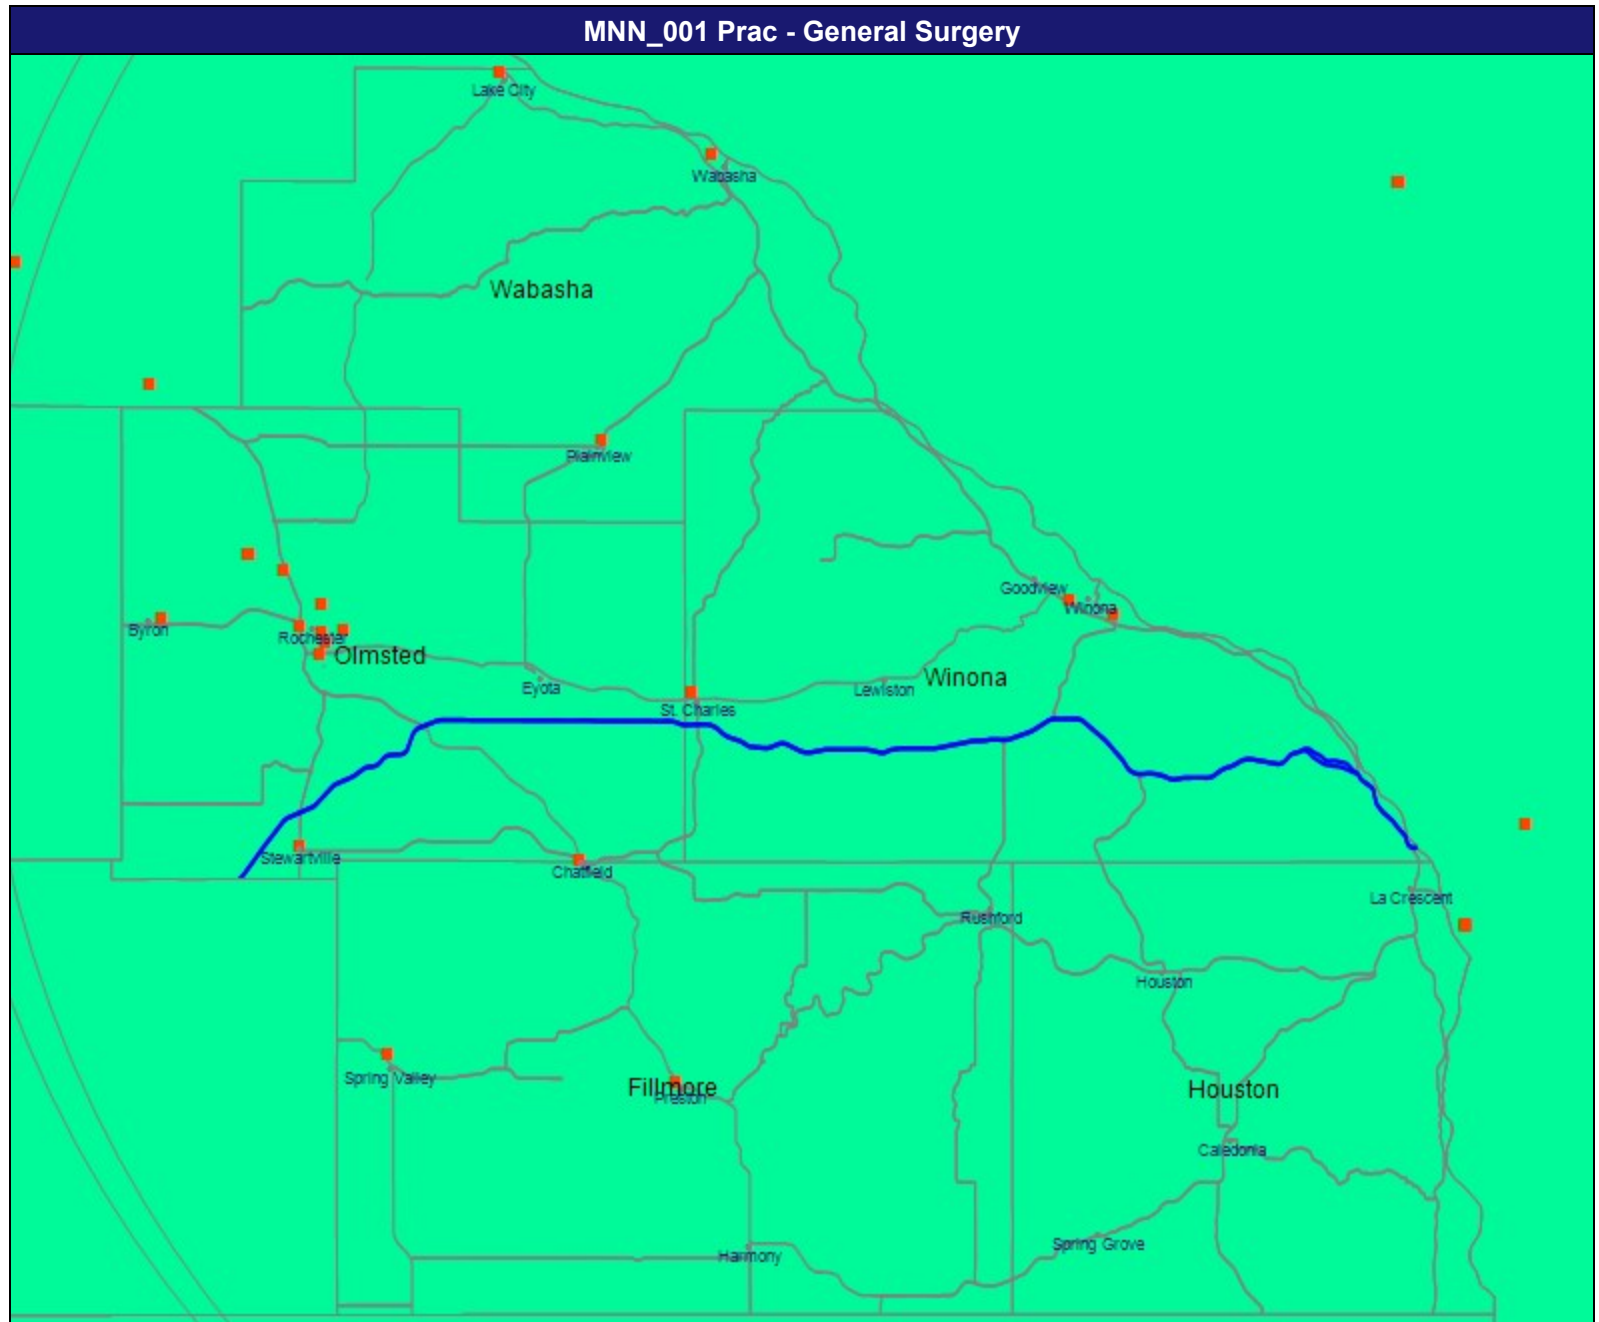 MNN_001 Prac - General Surgery
Lake City
Wabasha
Wabasha
Plainview
Goodview
Winona
Byron
Rochester
Olmsted
Winona
Eyota
Lewiston
St. Charles
Stewartville
Chatfield
La Crescent
Rushford
Houston
Spring Valley
Fillmore
Preston
Houston
Caledonia
Spring Grove
Harmony